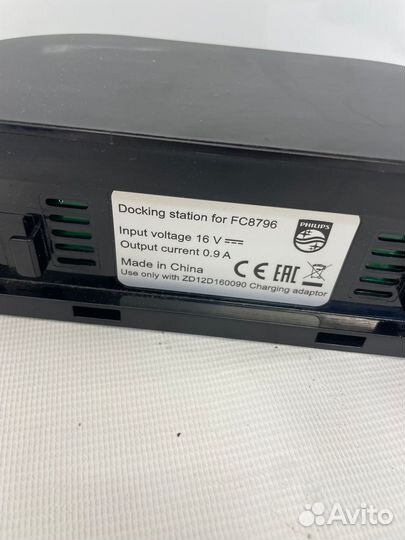 Docking station for FC8796
PHILIPS
Input voltage 16 V
Output current 0.9 A
Made in China
CE EAC
Use only with ZD12D160090 Charging adaptor
Avito